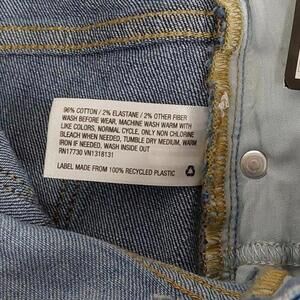 96% COTTON / 2% ELASTANE / 2% OTHER FIBER
WASH BEFORE WEAR, MACHINE WASH WARM WITH
LIKE COLORS, NORMAL CYCLE, ONLY NON CHLORINE
BLEACH WHEN NEEDED, TUMBLE DRY MEDIUM, WARM
IRON IF NEEDED, WASH INSIDE OUT
RN17730 VN1318131
LABEL MADE FROM 100% RECYCLED PLASTIC